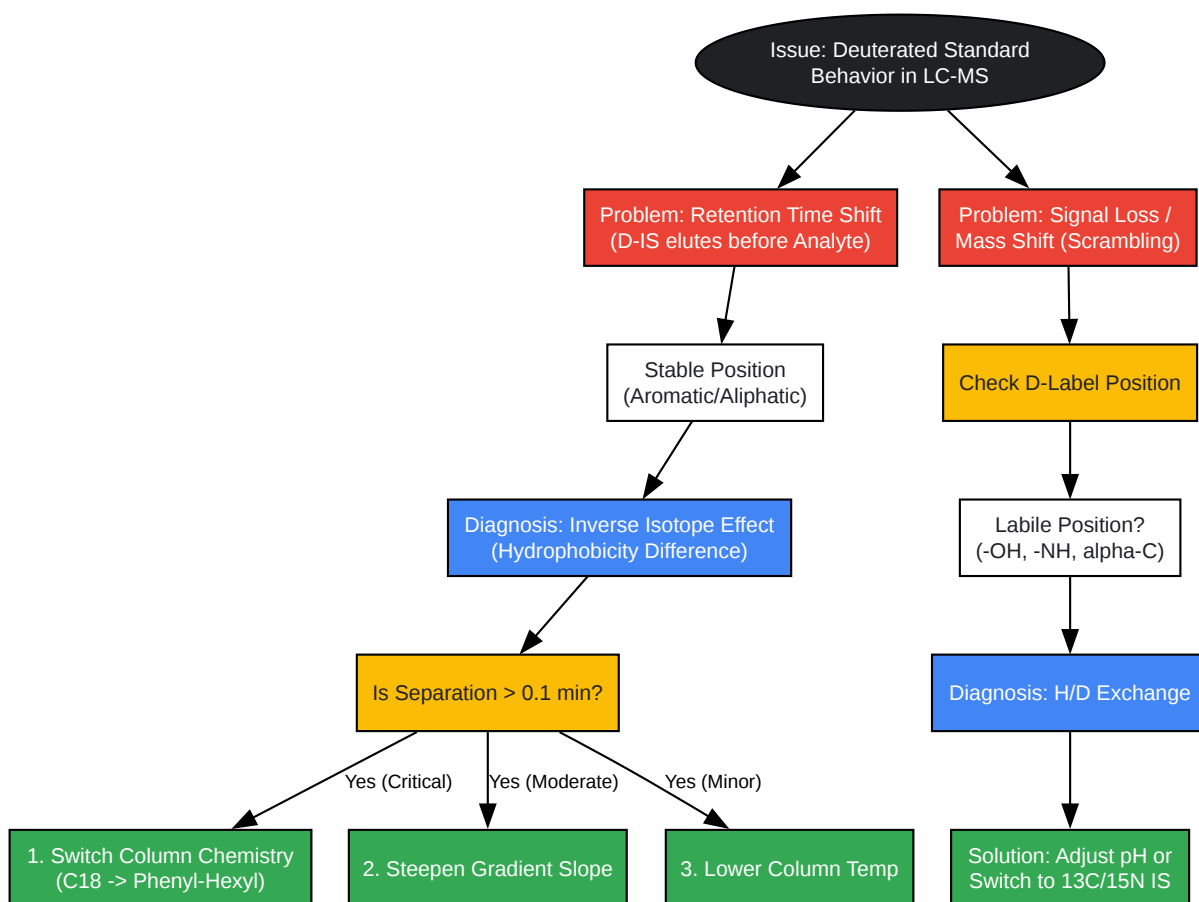 Issue: Deuterated Standard
Behavior in LC-MS
Problem: Retention Time Shift
(D-IS elutes before Analyte)
Problem: Signal Loss /
Mass Shift (Scrambling)
Stable Position
(Aromatic/Aliphatic)
Check D-Label Position
Diagnosis: Inverse Isotope Effect
(Hydrophobicity Difference)
Labile Position?
(-OH, -NH, alpha-C)
Is Separation > 0.1 min?
Diagnosis: H/D Exchange
Yes (Critical)
Yes (Moderate)
Yes (Minor)
1. Switch Column Chemistry
(C18 -> Phenyl-Hexyl)
2. Steepen Gradient Slope
3. Lower Column Temp
Solution: Adjust pH or
Switch to 13C/15N IS